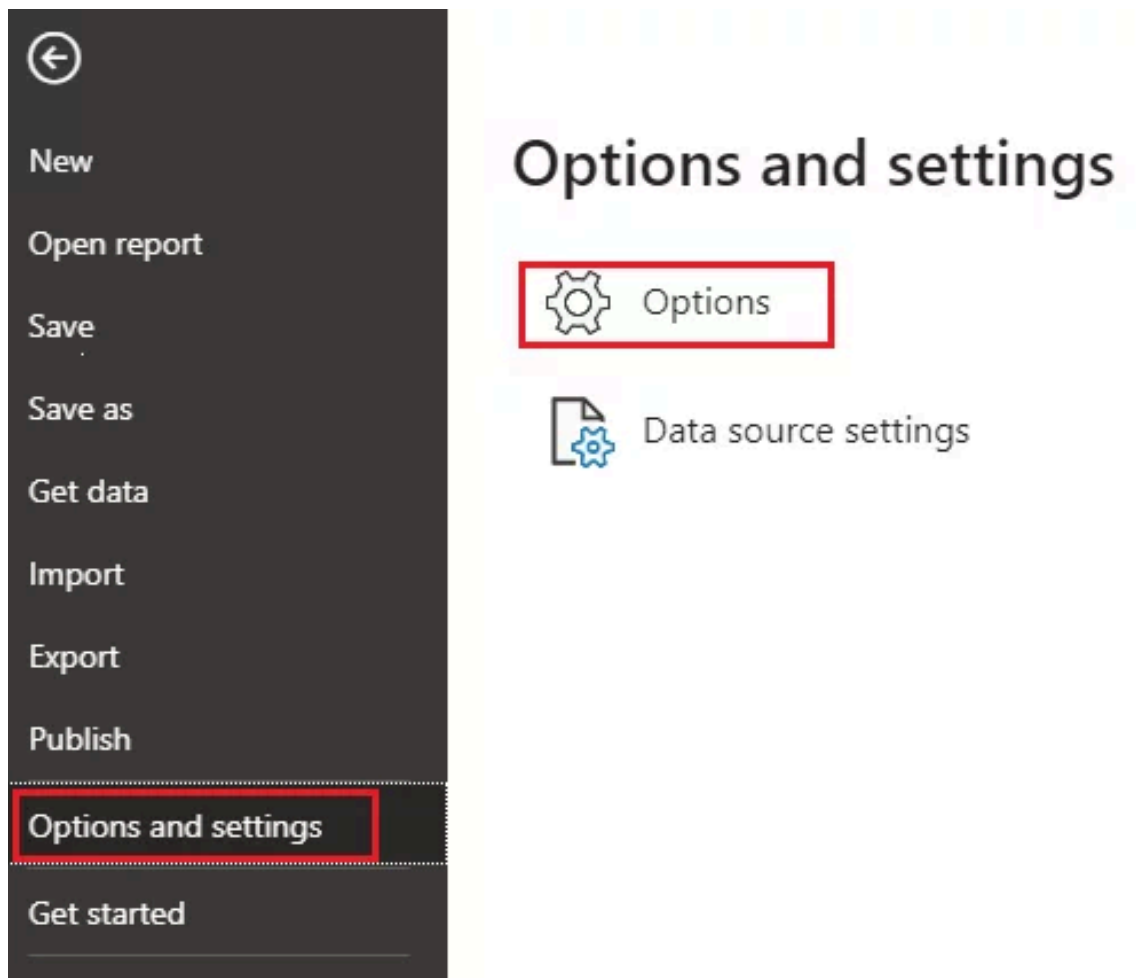 New
Open report
Save
Save as
Get data
Import
Export
Publish
Options and settings
Get started
Options and settings
Options
Data source settings